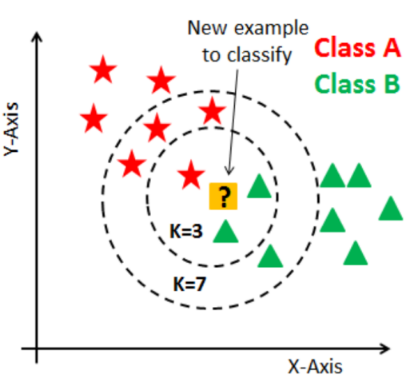 New example
to classify
Class A
Class B
Y-Axis
?
K=3
K=7
X-Axis